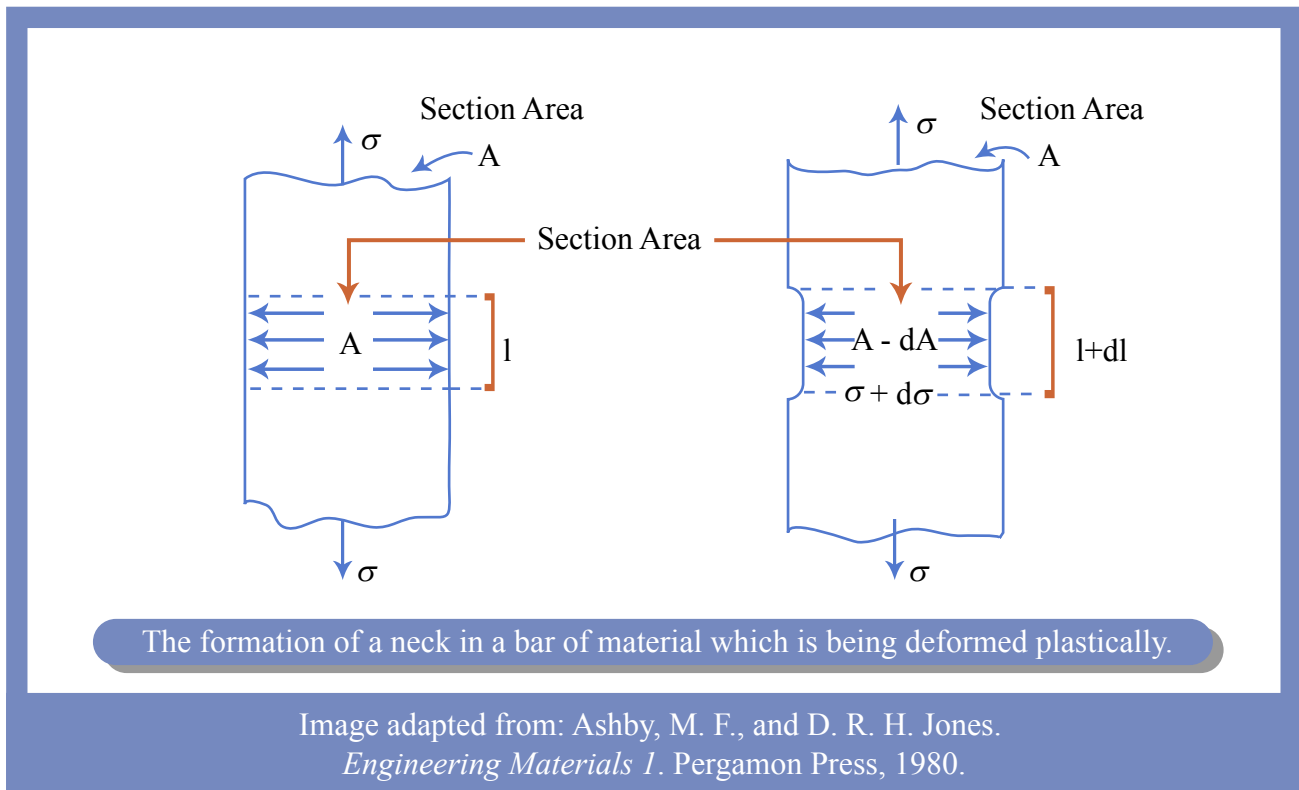 Section Area
A
σ
Section Area
A
σ
Section Area
A
l
A - dA
σ + dσ
l+dl
σ
σ
The formation of a neck in a bar of material which is being deformed plastically.
Image adapted from: Ashby, M. F., and D. R. H. Jones.
Engineering Materials 1. Pergamon Press, 1980.